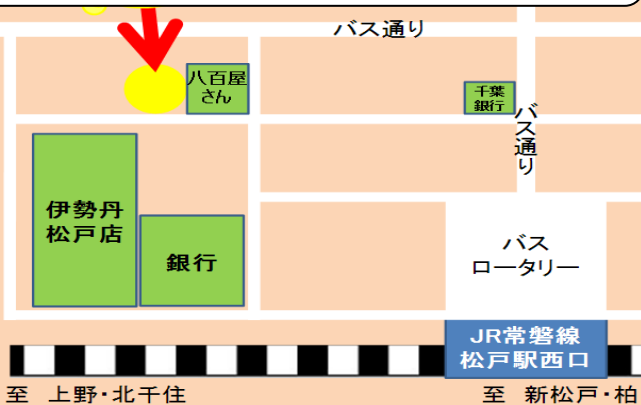 バス通り
八百屋
さん
千葉
銀行
バス通り
伊勢丹
松戸店
銀行
バス
ロータリー
JR常磐線
松戸駅西口
至 上野・北千住
至 新松戸・柏